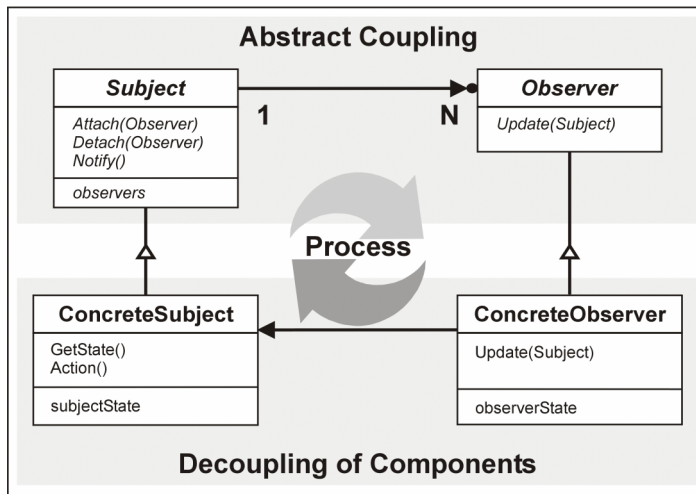 Abstract Coupling
Subject
Attach(Observer)
Detach(Observer)
Notify()
observers
1
N
Observer
Update(Subject)
Process
ConcreteSubject
GetState()
Action()
subjectState
ConcreteObserver
Update(Subject)
observerState
Decoupling of Components